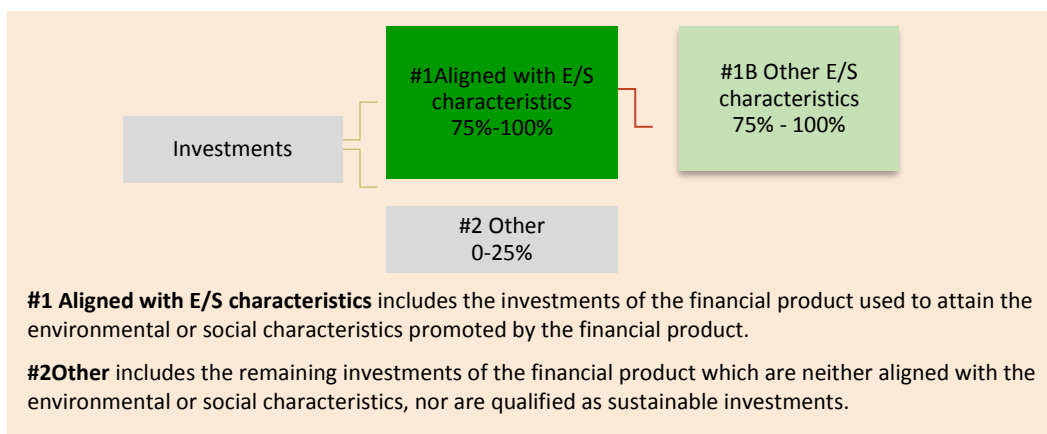 #1Aligned with E/S
characteristics
75%-100%
#1B Other E/S
characteristics
75% - 100%
Investments
#2 Other
0-25%
#1 Aligned with E/S characteristics includes the investments of the financial product used to attain the
environmental or social characteristics promoted by the financial product.
#2Other includes the remaining investments of the financial product which are neither aligned with the
environmental or social characteristics, nor are qualified as sustainable investments.